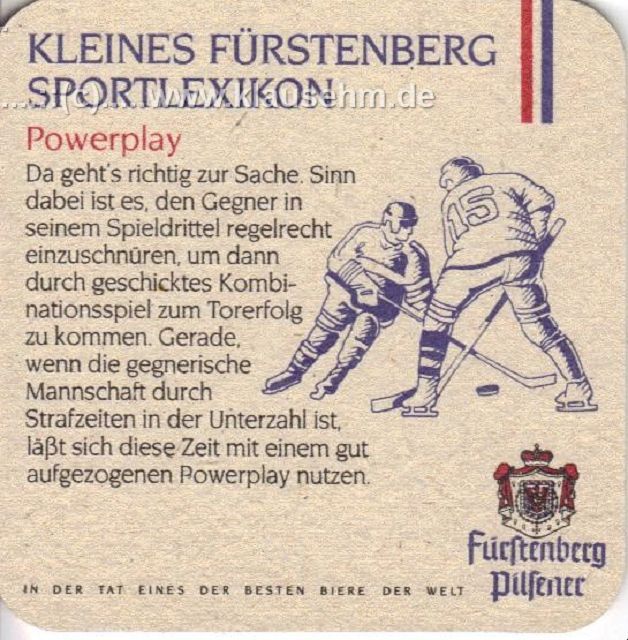 KLEINES FÜRSTENBERG
SPORTLEXIKON
......(c)..... www.klausehm.de
Powerplay
Da geht's richtig zur Sache. Sinn
dabei ist es, den Gegner in
seinem Spieldrittel regelrecht
einzuschnüren, um dann
durch geschicktes Kombi-
nationsspiel zum Torerfolg
zu kommen. Gerade,
wenn die gegnerische
Mannschaft durch
Strafzeiten in der Unterzahl ist,
läßt sich diese Zeit mit einem gut
aufgezogenen Powerplay nutzen.
15
Fürstenberg
Pilsener
IN DER TAT EINES DER BESTEN BIERE DER WELT